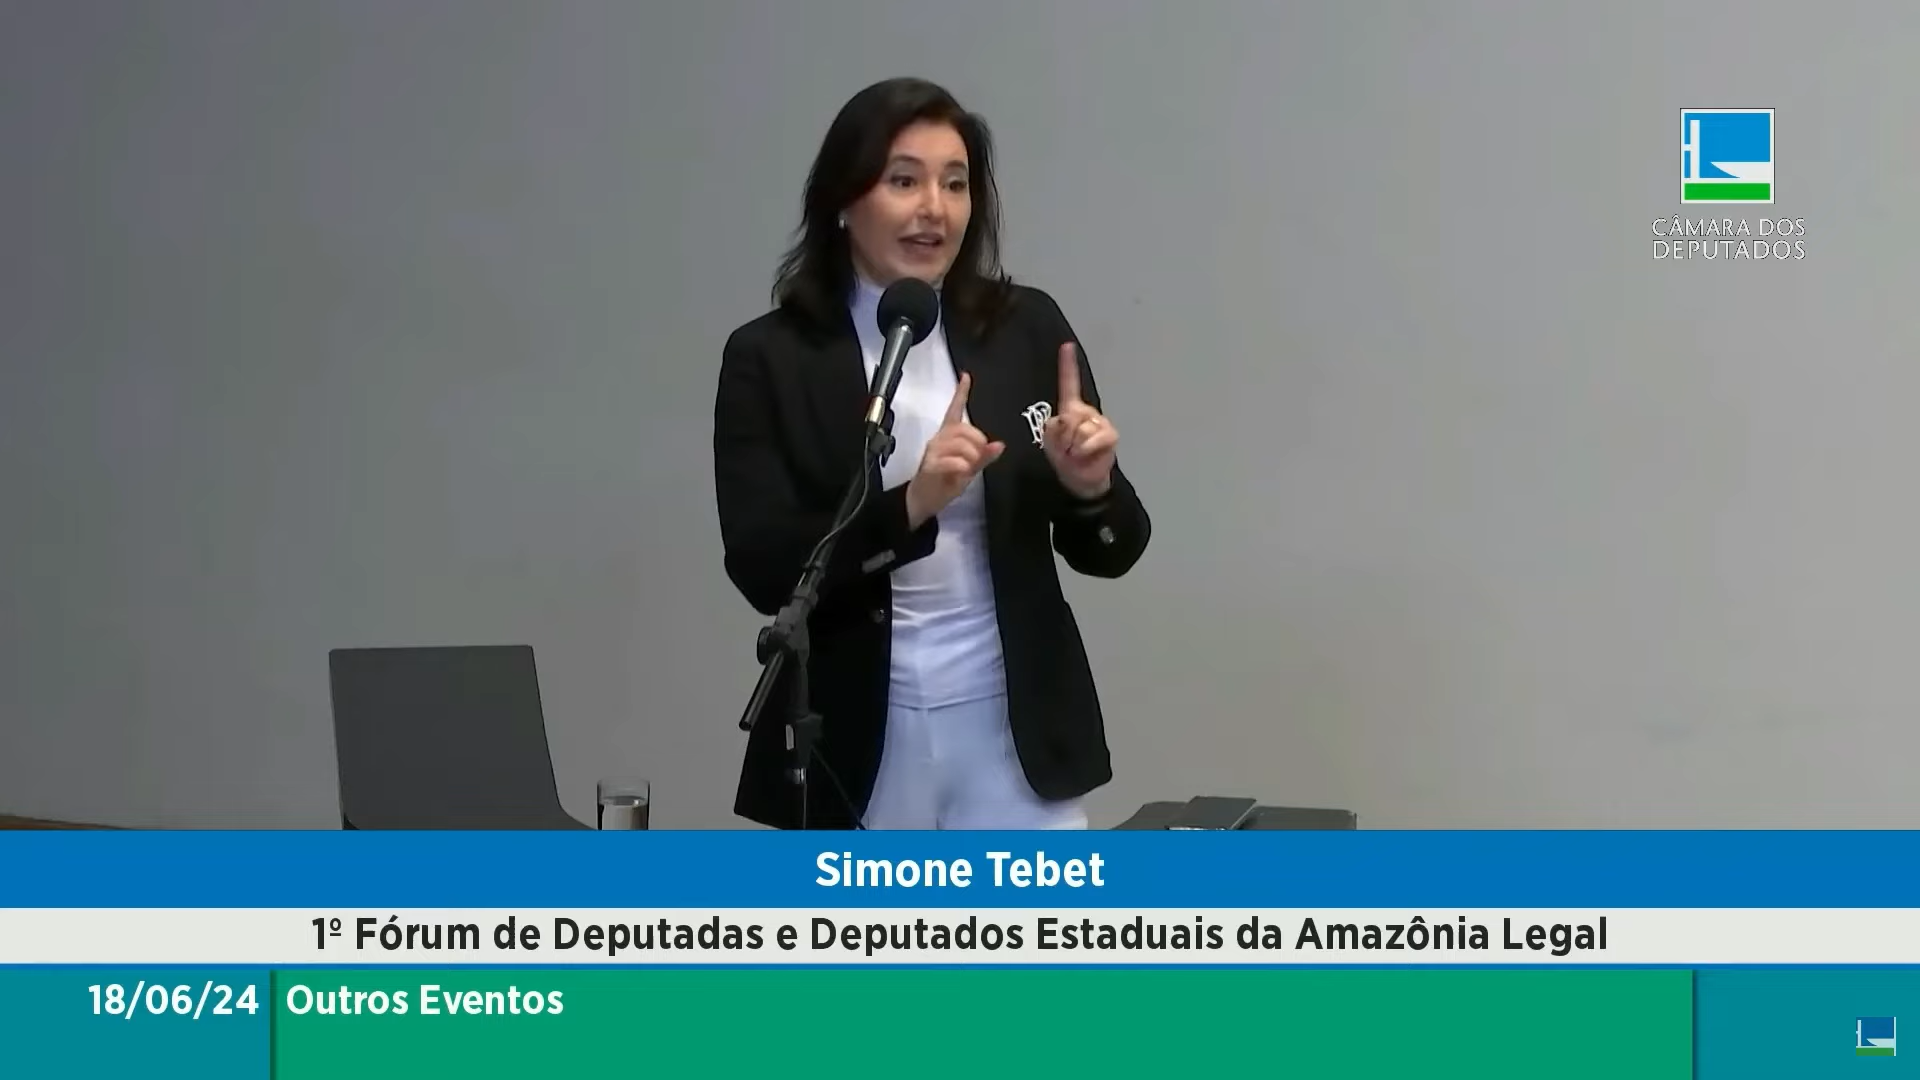 CÂMARA DOS
DEPUTADOS
Simone Tebet
1º Fórum de Deputadas e Deputados Estaduais da Amazônia Legal
18/06/24 Outros Eventos